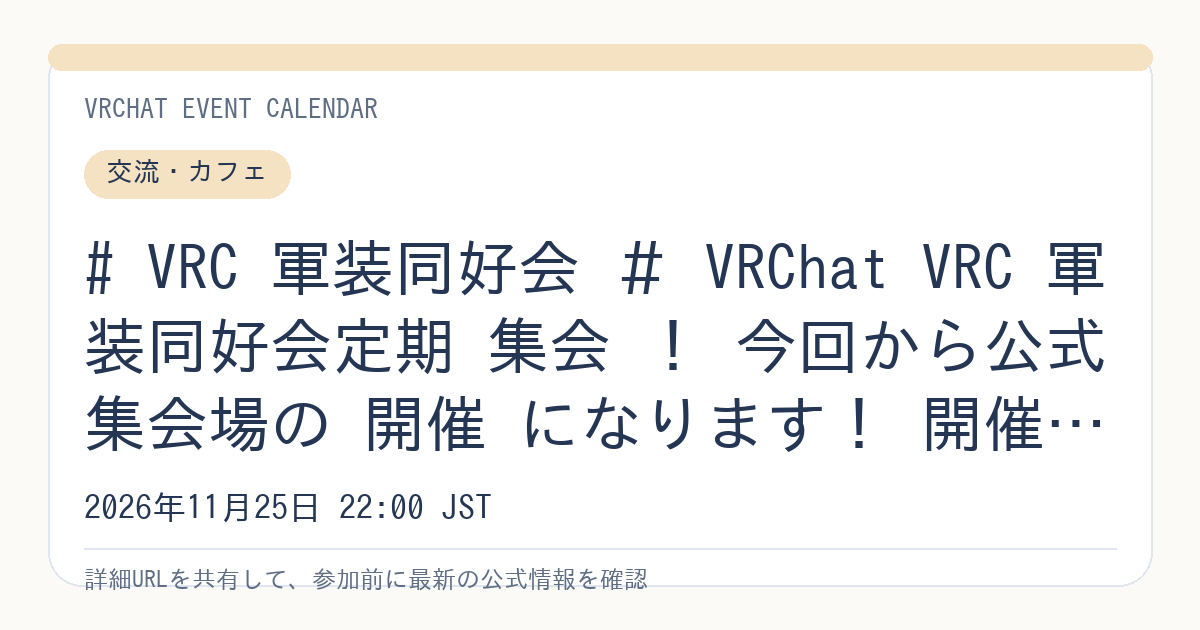 VRCHAT EVENT CALENDAR
交流・カフェ
# VRC 軍装同好会 # VRChat VRC 軍
装同好会定期 集会 ! 今回から公式
集会場の 開催 になります! 開催…
2026年11月25日 22:00 JST
詳細URLを共有して、参加前に最新の公式情報を確認